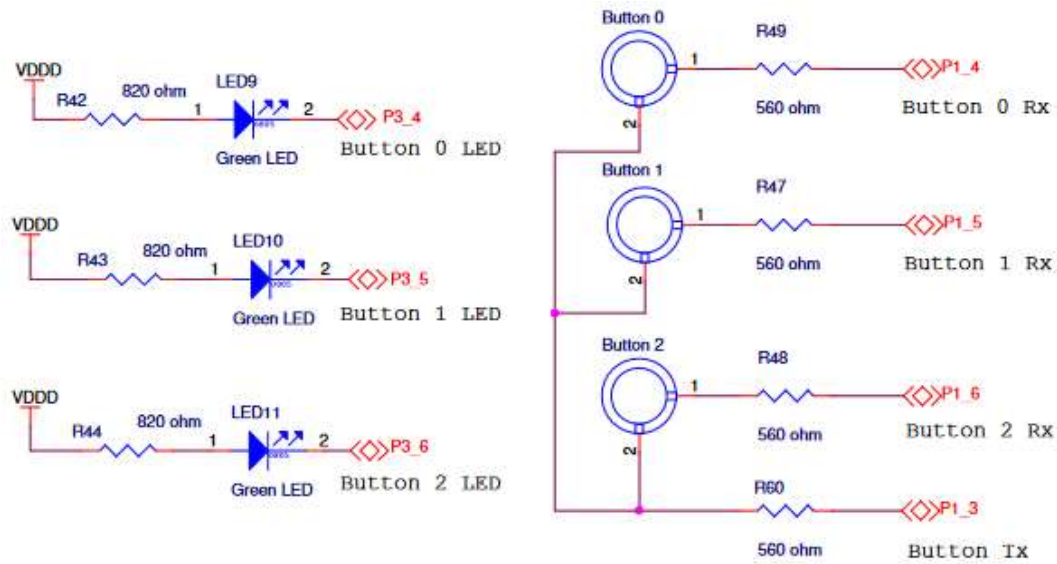 VDDD
R42
820 ohm
1
LED9
2
P3_4
Green LED
Button 0 LED
VDDD
R43
820 ohm
1
LED10
2
P3_5
Green LED
Button 1 LED
VDDD
R44
820 ohm
1
LED11
2
P3_6
Green LED
Button 2 LED
Button 0
1
2
R49
560 ohm
P1_4
Button 0 Rx
Button 1
1
2
R47
560 ohm
P1_5
Button 1 Rx
Button 2
1
2
R48
560 ohm
P1_6
Button 2 Rx
R60
560 ohm
P1_3
Button Tx